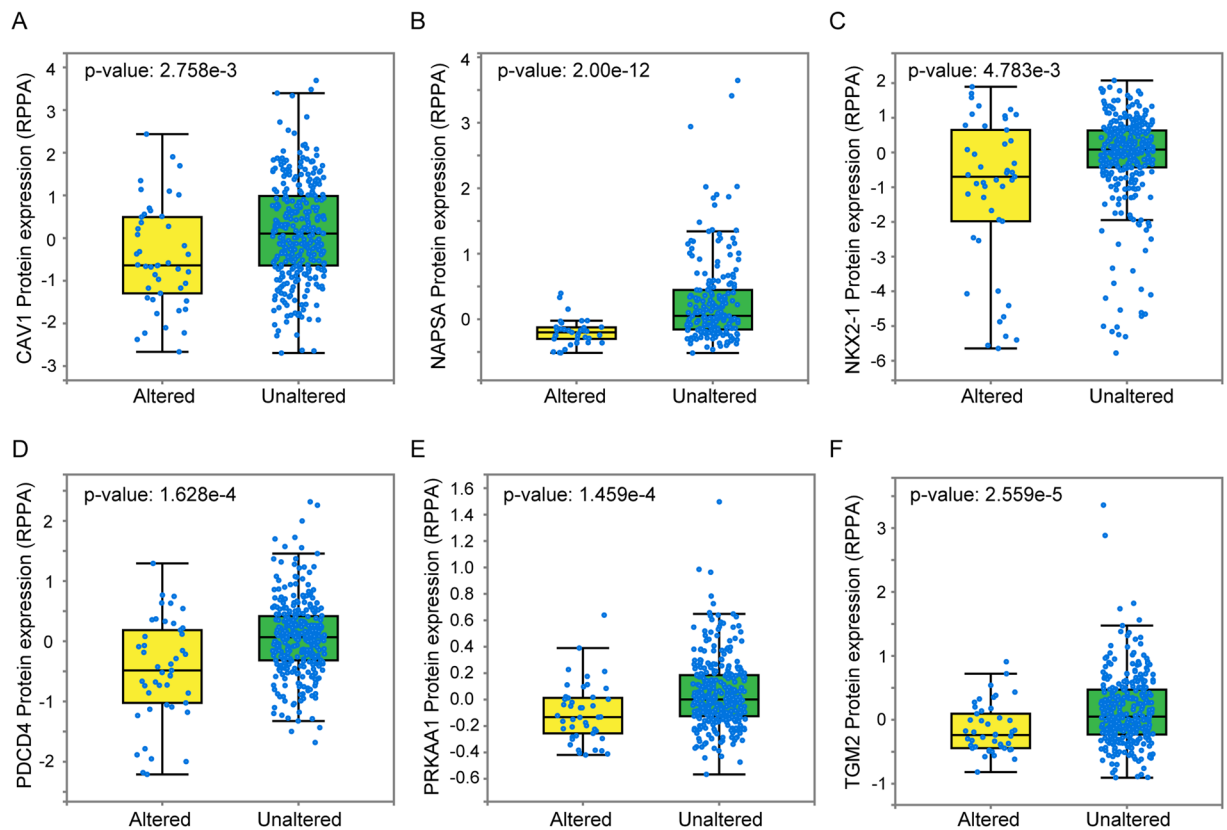 A
CAV1 Protein expression (RPPA)
p-value: 2.758e-3
4
3
2
1
0
-1
-2
-3
Altered
Unaltered
B
NAPSA Protein expression (RPPA)
p-value: 2.00e-12
4
3
2
1
0
Altered
Unaltered
C
NKX2-1 Protein expression (RPPA)
p-value: 4.783e-3
2
1
0
-1
-2
-3
-4
-5
-6
Altered
Unaltered
D
PDCD4 Protein expression (RPPA)
p-value: 1.628e-4
2
1
0
-1
-2
Altered
Unaltered
E
PRKAA1 Protein expression (RPPA)
p-value: 1.459e-4
1.6
1.4
1.2
1.0
0.8
0.6
0.4
0.2
0.0
-0.2
-0.4
-0.6
Altered
Unaltered
F
TGM2 Protein expression (RPPA)
p-value: 2.559e-5
3
2
1
0
-1
Altered
Unaltered